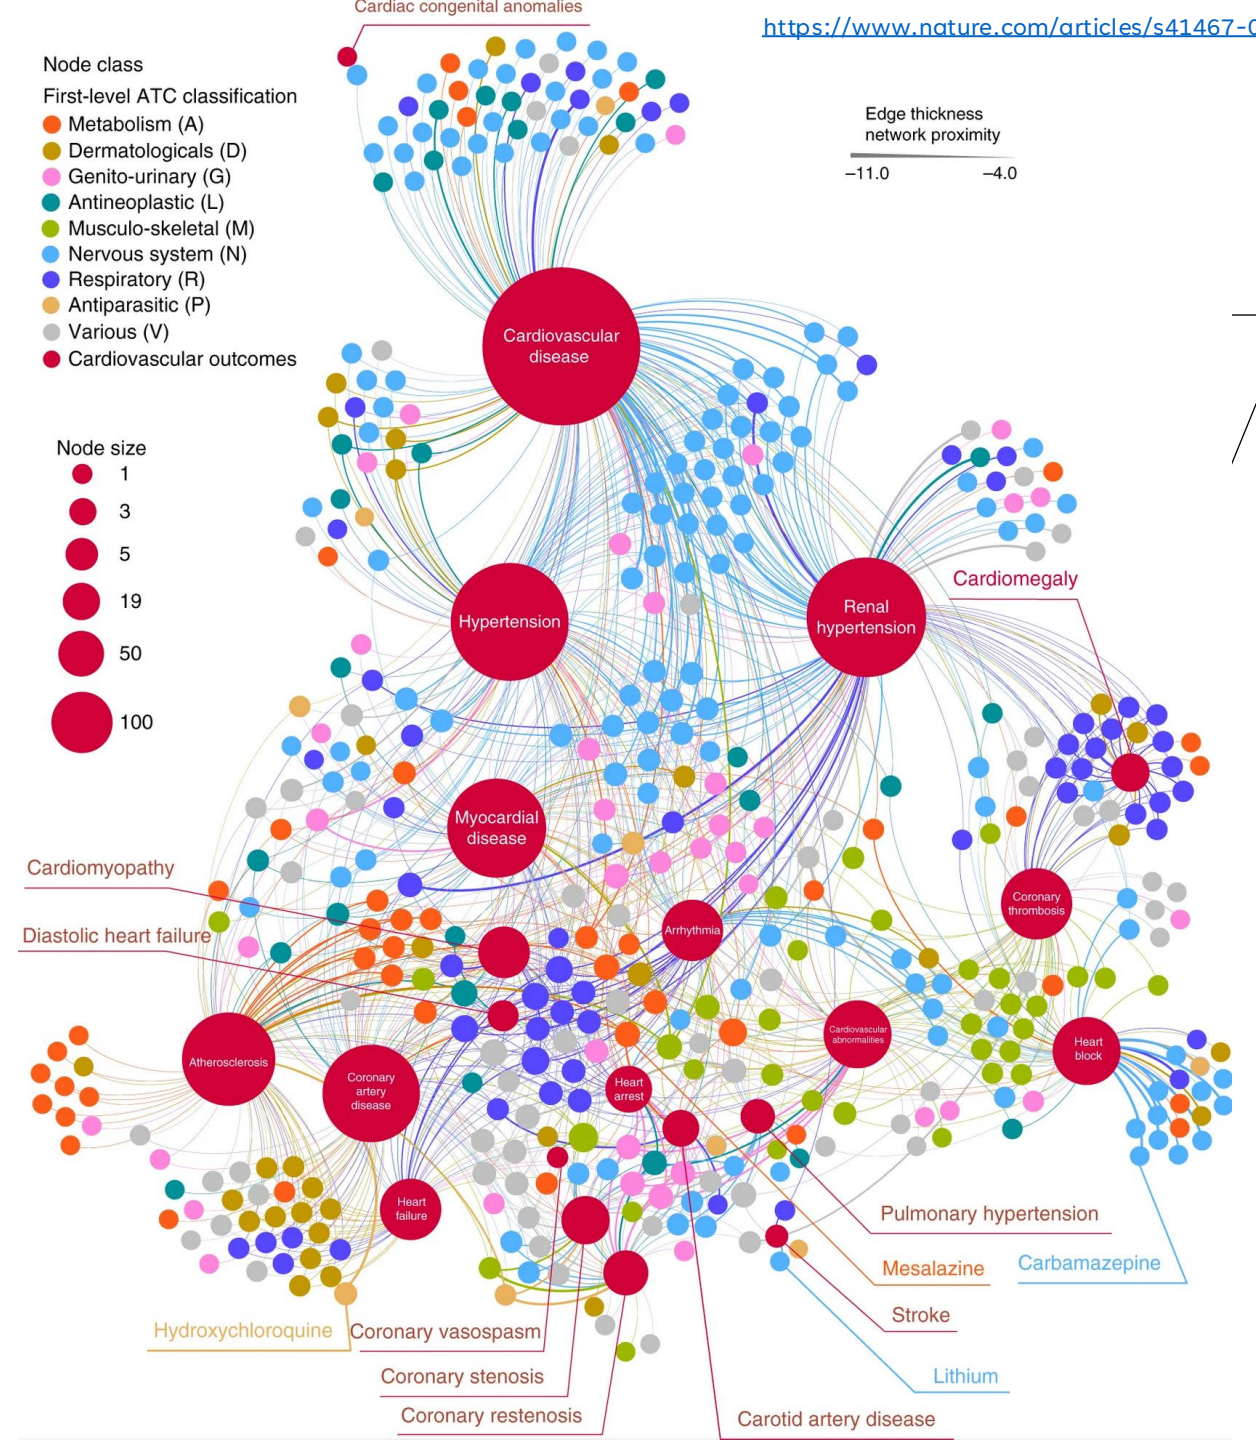 Cardiac congenital anomalies
https://www.nature.com/articles/s41467-0
Node class
First-level ATC classification
Metabolism (A)
Dermatologicals (D)
Genito-urinary (G)
Antineoplastic (L)
Musculo-skeletal (M)
Nervous system (N)
Respiratory (R)
Antiparasitic (P)
Various (V)
Cardiovascular outcomes
Edge thickness
network proximity
–11.0
–4.0
Node size
1
3
5
19
50
100
Cardiovascular
disease
Hypertension
Renal
hypertension
Cardiomegaly
Myocardial
disease
Cardiomyopathy
Diastolic heart failure
Arrhythmia
Coronary
thrombosis
Atherosclerosis
Coronary
artery
disease
Cardiovascular
abnormalities
Heart
block
Heart
arrest
Heart
failure
Pulmonary hypertension
Mesalazine
Carbamazepine
Stroke
Hydroxychloroquine
Coronary vasospasm
Coronary stenosis
Lithium
Coronary restenosis
Carotid artery disease